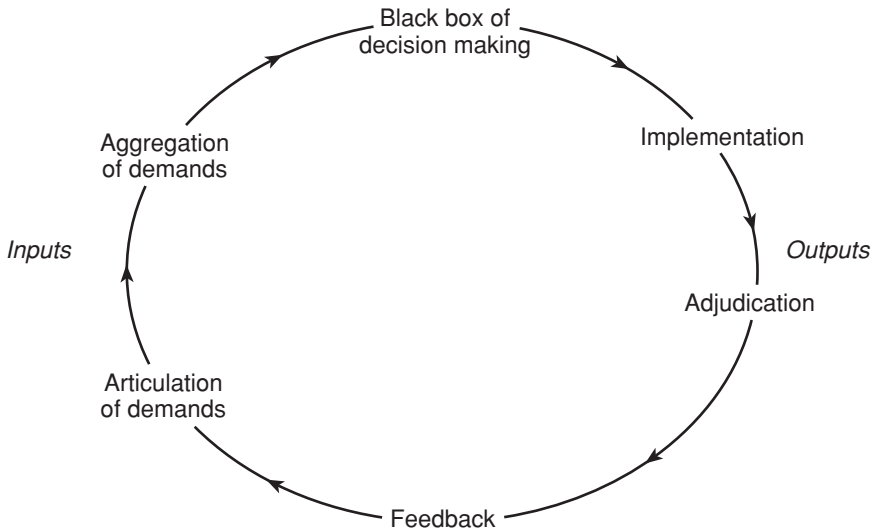 Black box of
decision making
Aggregation
of demands
Implementation
Inputs
Outputs
Adjudication
Articulation
of demands
Feedback